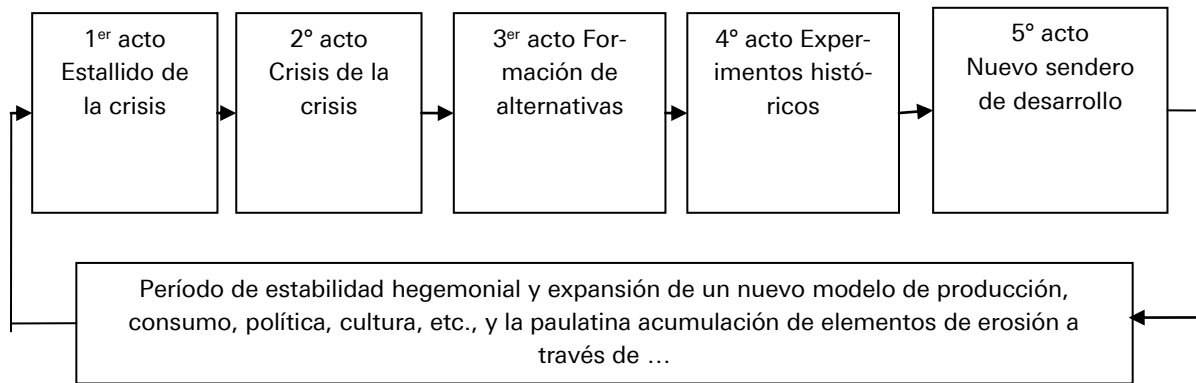 1ᵉʳ acto
Estallido de
la crisis
2° acto
Crisis de la
crisis
3ᵉʳ acto For-
mación de
alternativas
4° acto Exper-
imentos histó-
ricos
5° acto
Nuevo sendero
de desarrollo
Período de estabilidad hegemonial y expansión de un nuevo modelo de producción,
consumo, política, cultura, etc., y la paulatina acumulación de elementos de erosión a
través de …